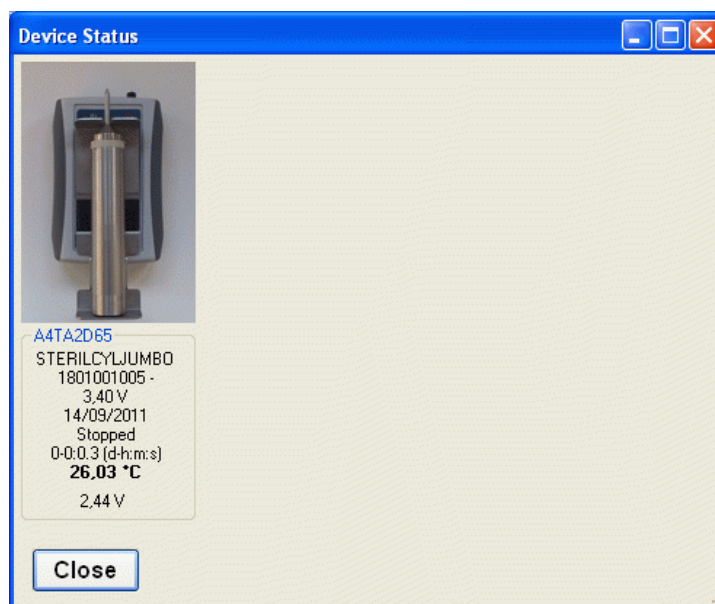 Device Status
A4TA2D65
STERILCYLJUMBO
1801001005 -
3,40 V
14/09/2011
Stopped
0-0:0.3 (d-h:m:s)
26,03 °C
2,44 V
Close